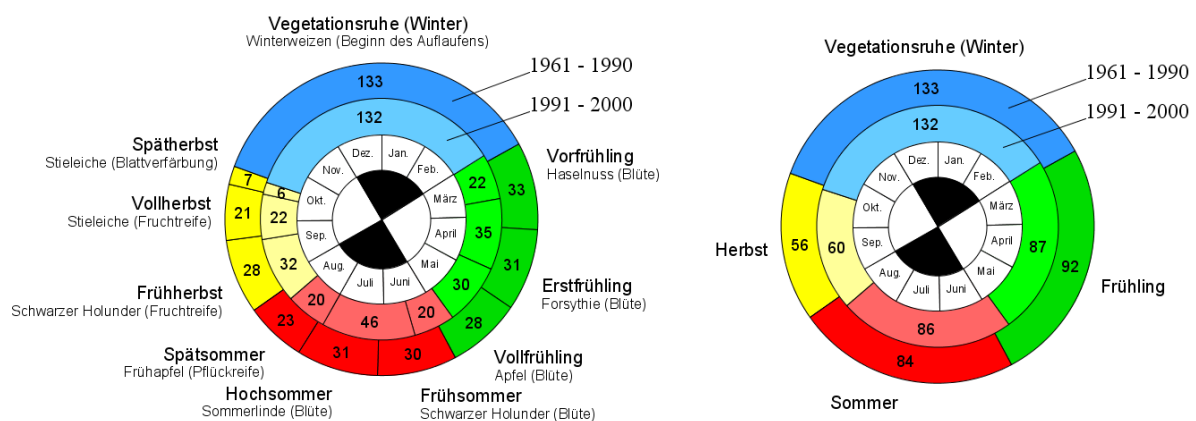 Vegetationsruhe (Winter)
Winterweizen (Beginn des Auflaufens)
1961 - 1990
1991 - 2000
133
132
Spätherbst
Stieleiche (Blattverfärbung)
7
6
Vollherbst
Stieleiche (Fruchtreife)
21
22
28
32
Frühherbst
Schwarzer Holunder (Fruchtreife)
23
20
Spätsommer
Frühapfel (Pflückreife)
31
46
Hochsommer
Sommerlinde (Blüte)
30
20
Frühsommer
Schwarzer Holunder (Blüte)
28
30
Vollfrühling
Apfel (Blüte)
31
35
Erstfrühling
Forsythie (Blüte)
33
22
Vorfrühling
Haselnuss (Blüte)
Dez.
Jan.
Feb.
März
April
Mai
Juni
Juli
Aug.
Sep.
Okt.
Nov.
Vegetationsruhe (Winter)
1961 - 1990
1991 - 2000
133
132
Herbst
56
60
Frühling
87
92
86
84
Sommer
Dez.
Jan.
Feb.
März
April
Mai
Juni
Juli
Aug.
Sep.
Okt.
Nov.